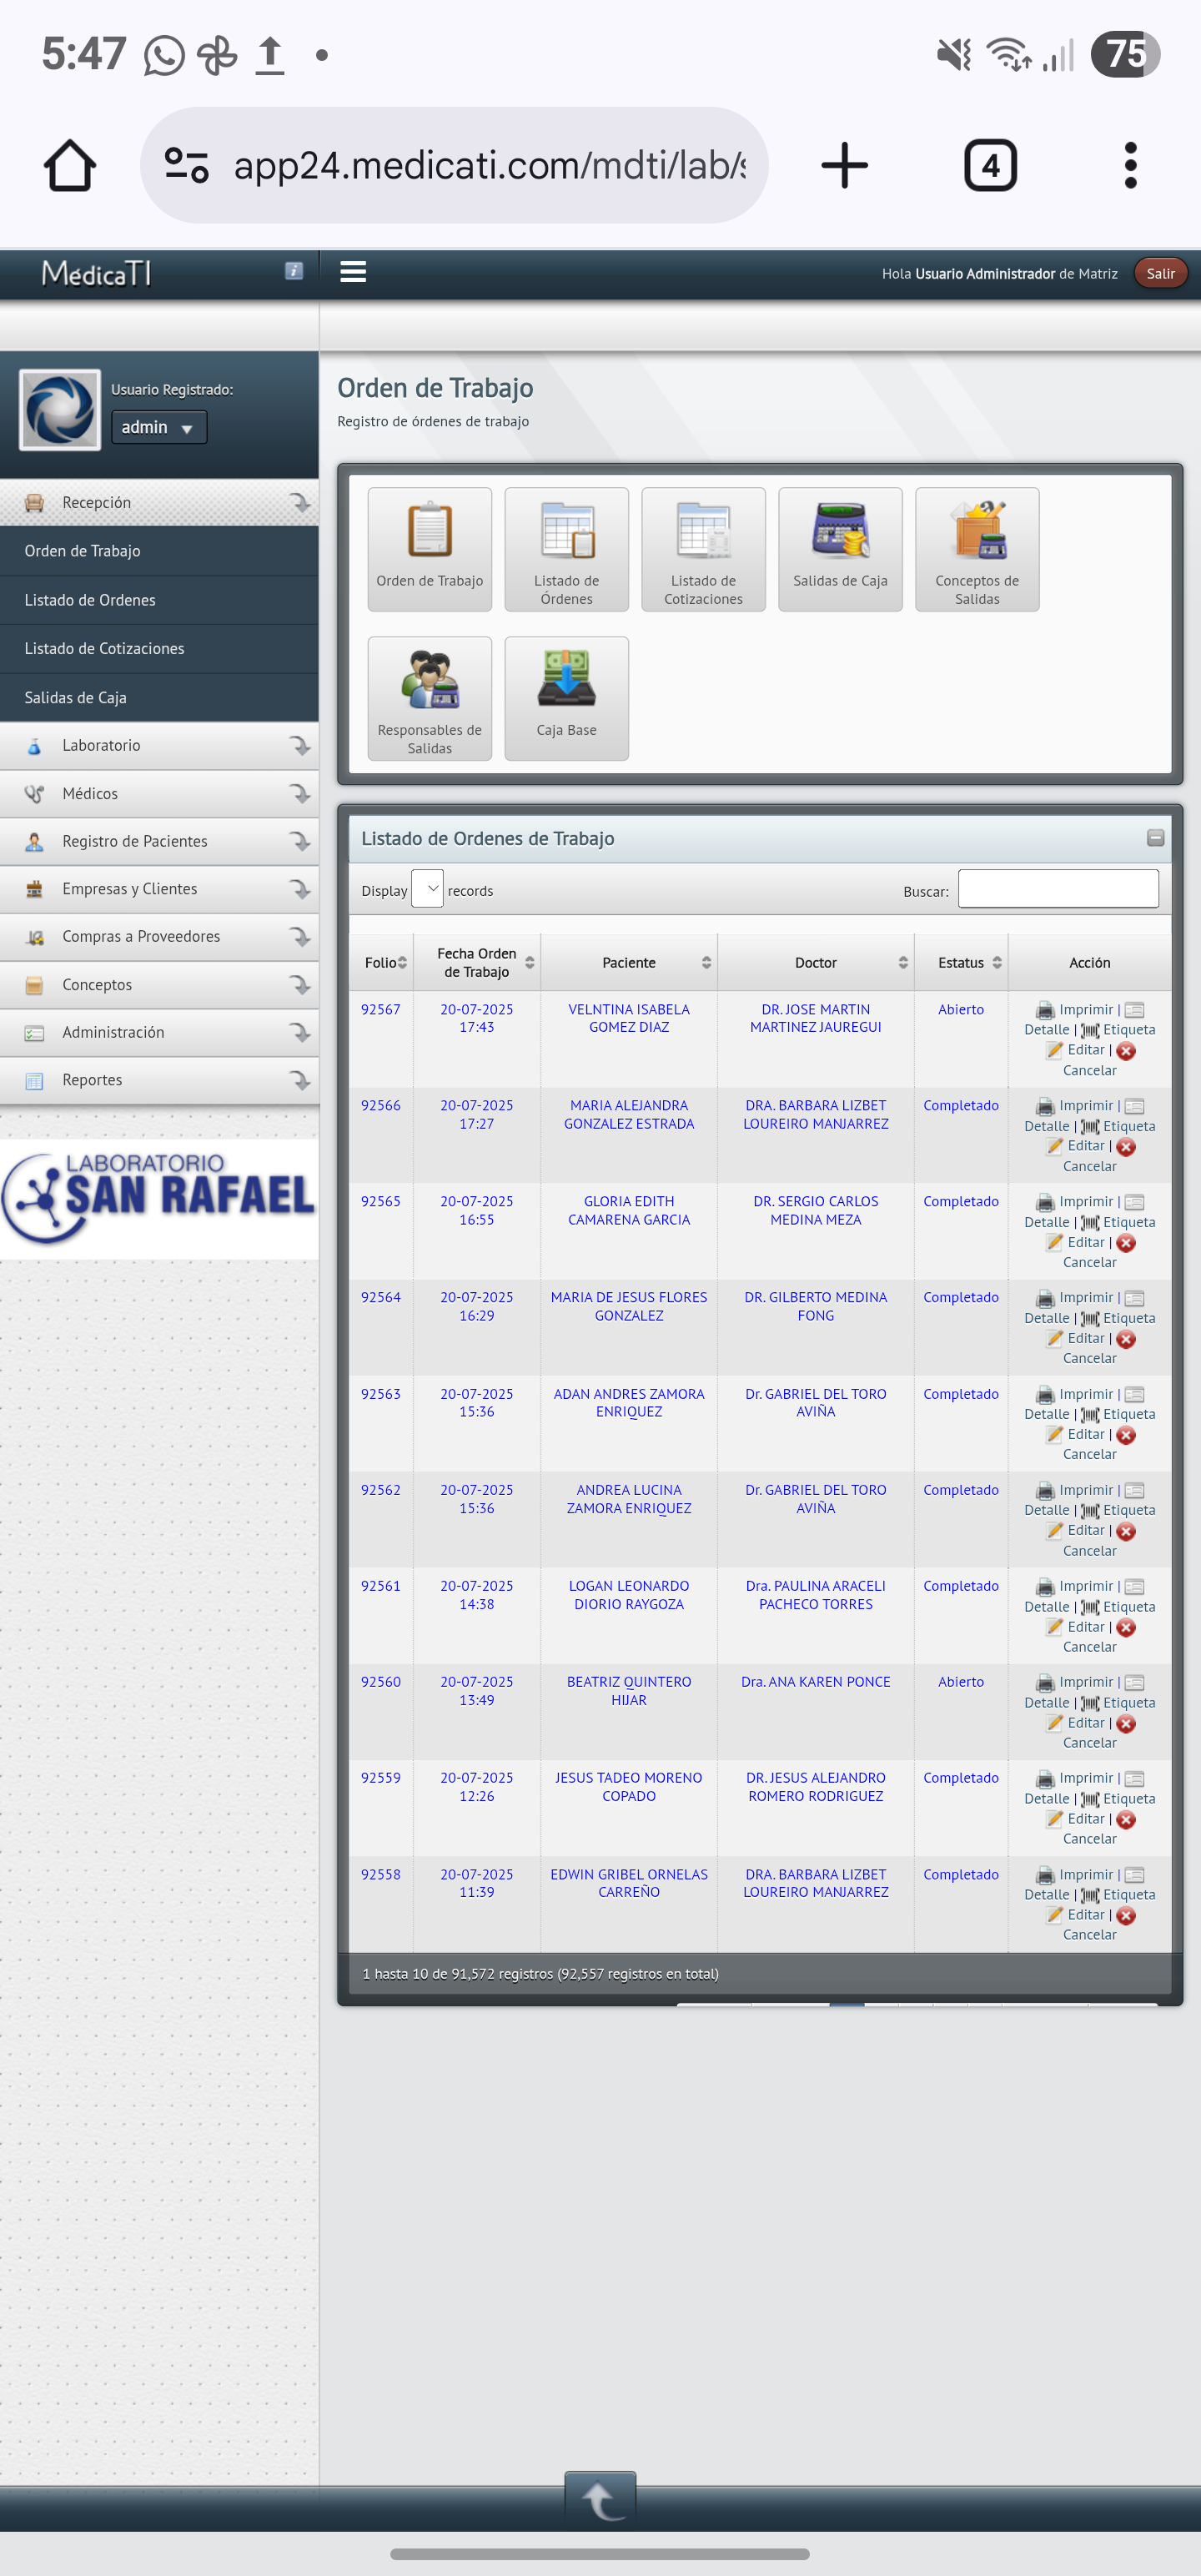 5:47
75
app24.medicati.com/mdti/lab/s
4
MédicaTI
Hola Usuario Administrador de Matriz
Salir
Usuario Registrado:
admin
Recepción
Orden de Trabajo
Listado de Ordenes
Listado de Cotizaciones
Salidas de Caja
Laboratorio
Médicos
Registro de Pacientes
Empresas y Clientes
Compras a Proveedores
Conceptos
Administración
Reportes
LABORATORIO
SAN RAFAEL
Orden de Trabajo
Registro de órdenes de trabajo
Orden de Trabajo
Listado de
Órdenes
Listado de
Cotizaciones
Salidas de Caja
Conceptos de
Salidas
Responsables de
Salidas
Caja Base
Listado de Ordenes de Trabajo
Display records
Buscar:
Folio
Fecha Orden
de Trabajo
Paciente
Doctor
Estatus
Acción
92567
20-07-2025
17:43
VELNTINA ISABELA
GOMEZ DIAZ
DR. JOSE MARTIN
MARTINEZ JAUREGUI
Abierto
Imprimir |
Detalle | Etiqueta
Editar |
Cancelar
92566
20-07-2025
17:27
MARIA ALEJANDRA
GONZALEZ ESTRADA
DRA. BARBARA LIZBET
LOUREIRO MANJARREZ
Completado
Imprimir |
Detalle | Etiqueta
Editar |
Cancelar
92565
20-07-2025
16:55
GLORIA EDITH
CAMARENA GARCIA
DR. SERGIO CARLOS
MEDINA MEZA
Completado
Imprimir |
Detalle | Etiqueta
Editar |
Cancelar
92564
20-07-2025
16:29
MARIA DE JESUS FLORES
GONZALEZ
DR. GILBERTO MEDINA
FONG
Completado
Imprimir |
Detalle | Etiqueta
Editar |
Cancelar
92563
20-07-2025
15:36
ADAN ANDRES ZAMORA
ENRIQUEZ
Dr. GABRIEL DEL TORO
AVIÑA
Completado
Imprimir |
Detalle | Etiqueta
Editar |
Cancelar
92562
20-07-2025
15:36
ANDREA LUCINA
ZAMORA ENRIQUEZ
Dr. GABRIEL DEL TORO
AVIÑA
Completado
Imprimir |
Detalle | Etiqueta
Editar |
Cancelar
92561
20-07-2025
14:38
LOGAN LEONARDO
DIORIO RAYGOZA
Dra. PAULINA ARACELI
PACHECO TORRES
Completado
Imprimir |
Detalle | Etiqueta
Editar |
Cancelar
92560
20-07-2025
13:49
BEATRIZ QUINTERO
HIJAR
Dra. ANA KAREN PONCE
Abierto
Imprimir |
Detalle | Etiqueta
Editar |
Cancelar
92559
20-07-2025
12:26
JESUS TADEO MORENO
COPADO
DR. JESUS ALEJANDRO
ROMERO RODRIGUEZ
Completado
Imprimir |
Detalle | Etiqueta
Editar |
Cancelar
92558
20-07-2025
11:39
EDWIN GRIBEL ORNELAS
CARREÑO
DRA. BARBARA LIZBET
LOUREIRO MANJARREZ
Completado
Imprimir |
Detalle | Etiqueta
Editar |
Cancelar
1 hasta 10 de 91,572 registros (92,557 registros en total)